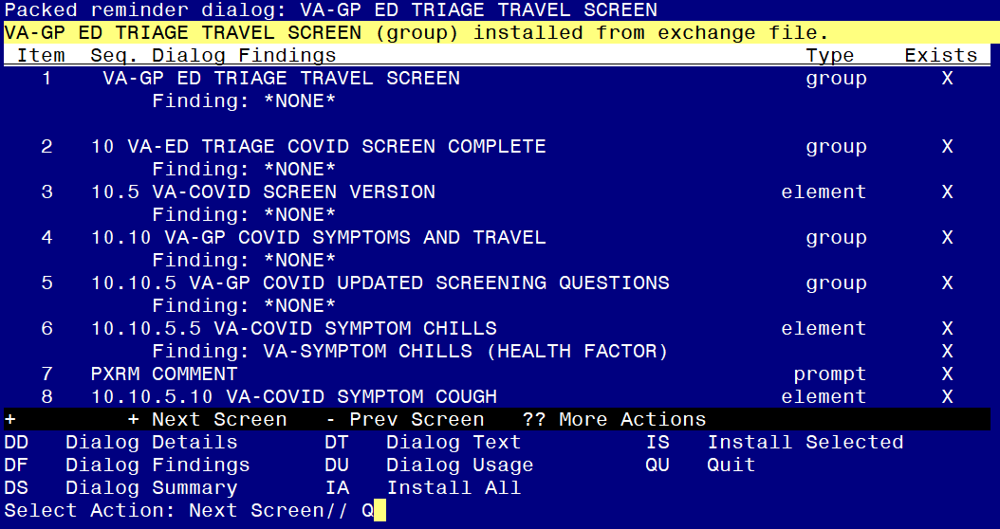 Packed reminder dialog: VA-GP ED TRIAGE TRAVEL SCREEN
VA-GP ED TRIAGE TRAVEL SCREEN (group) installed from exchange file.
Item Seq. Dialog Findings Type Exists
1 VA-GP ED TRIAGE TRAVEL SCREEN group X
Finding: *NONE*
2 10 VA-ED TRIAGE COVID SCREEN COMPLETE group X
Finding: *NONE*
3 10.5 VA-COVID SCREEN VERSION element X
Finding: *NONE*
4 10.10 VA-GP COVID SYMPTOMS AND TRAVEL group X
Finding: *NONE*
5 10.10.5 VA-GP COVID UPDATED SCREENING QUESTIONS group X
Finding: *NONE*
6 10.10.5.5 VA-COVID SYMPTOM CHILLS element X
Finding: VA-SYMPTOM CHILLS (HEALTH FACTOR) X
7 PXRM COMMENT prompt X
8 10.10.5.10 VA-COVID SYMPTOM COUGH element X
+ + Next Screen - Prev Screen ?? More Actions
DD Dialog Details DT Dialog Text IS Install Selected
DF Dialog Findings DU Dialog Usage QU Quit
DS Dialog Summary IA Install All
Select Action: Next Screen// Q